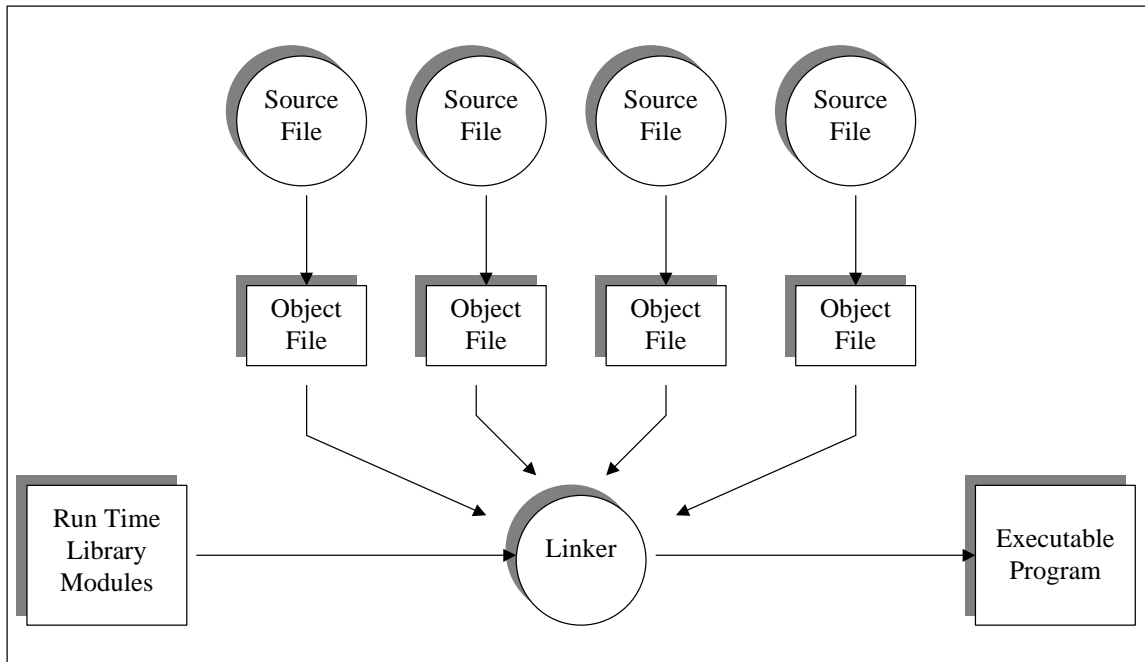 Source
File
Source
File
Source
File
Source
File
Object
File
Object
File
Object
File
Object
File
Run Time
Library
Modules
Linker
Executable
Program